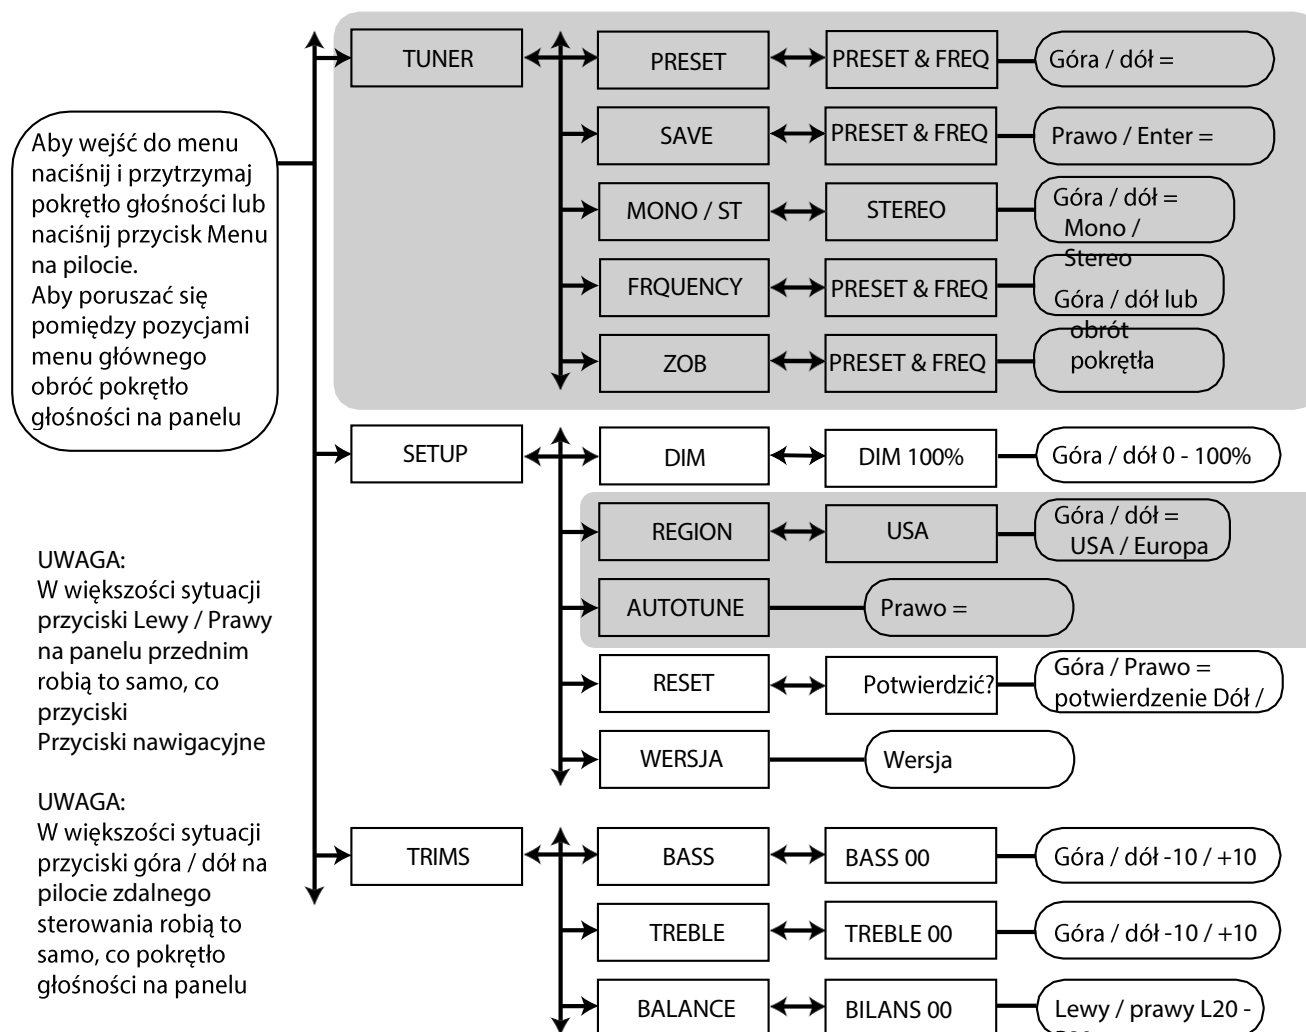 Aby wejść do menu
naciśnij i przytrzymaj
pokrętło głośności lub
naciśnij przycisk Menu
na pilocie.
Aby poruszać się
pomiędzy pozycjami
menu głównego
obróć pokrętło
głośności na panelu
UWAGA:
W większości sytuacji
przyciski Lewy / Prawy
na panelu przednim
robią to samo, co
przyciski
Przyciski nawigacyjne
UWAGA:
W większości sytuacji
przyciski góra / dół na
pilocie zdalnego
sterowania robią to
samo, co pokrętło
głośności na panelu
TUNER
PRESET
PRESET & FREQ
Góra / dół =
SAVE
PRESET & FREQ
Prawo / Enter =
MONO / ST
STEREO
Góra / dół =
Mono /
Stereo
FRQUENCY
PRESET & FREQ
Góra / dół lub
obrót
pokrętła
ZOB
PRESET & FREQ
SETUP
DIM
DIM 100%
Góra / dół 0 - 100%
REGION
USA
Góra / dół =
USA / Europa
AUTOTUNE
Prawo =
RESET
Potwierdzić?
Góra / Prawo =
potwierdzenie Dół /
WERSJA
Wersja
TRIMS
BASS
BASS 00
Góra / dół -10 / +10
TREBLE
TREBLE 00
Góra / dół -10 / +10
BALANCE
BILANS 00
Lewy / prawy L20 -